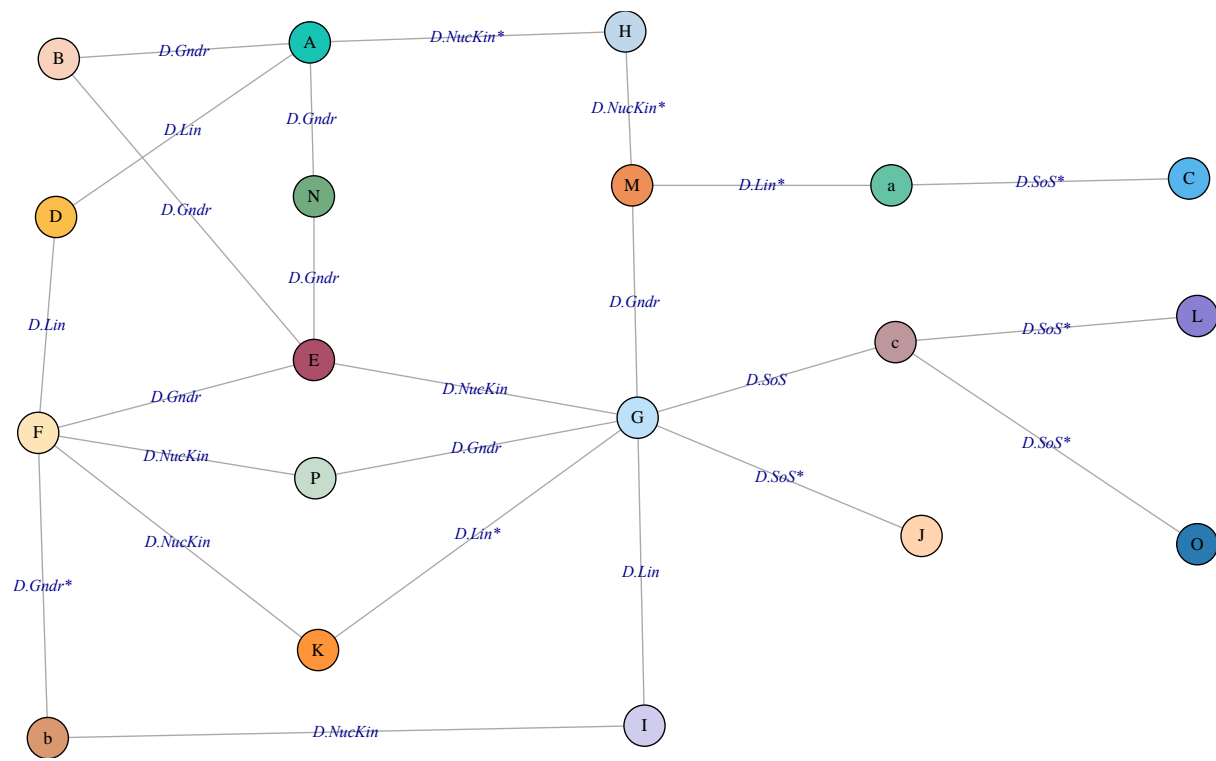 H
A
D.NucKin*
D.Gndr
B
D.NucKin*
D.Gndr
D.Lin
C
D.SoS*
M
D.Lin*
a
N
D.Gndr
D
D.Gndr
D.Gndr
L
D.Lin
D.SoS*
c
E
D.SoS
D.NucKin
D.Gndr
G
F
D.SoS*
D.Gndr
D.NucKin
D.SoS*
P
D.Lin*
J
D.NucKin
O
D.Lin
D.Gndr*
K
I
D.NucKin
b